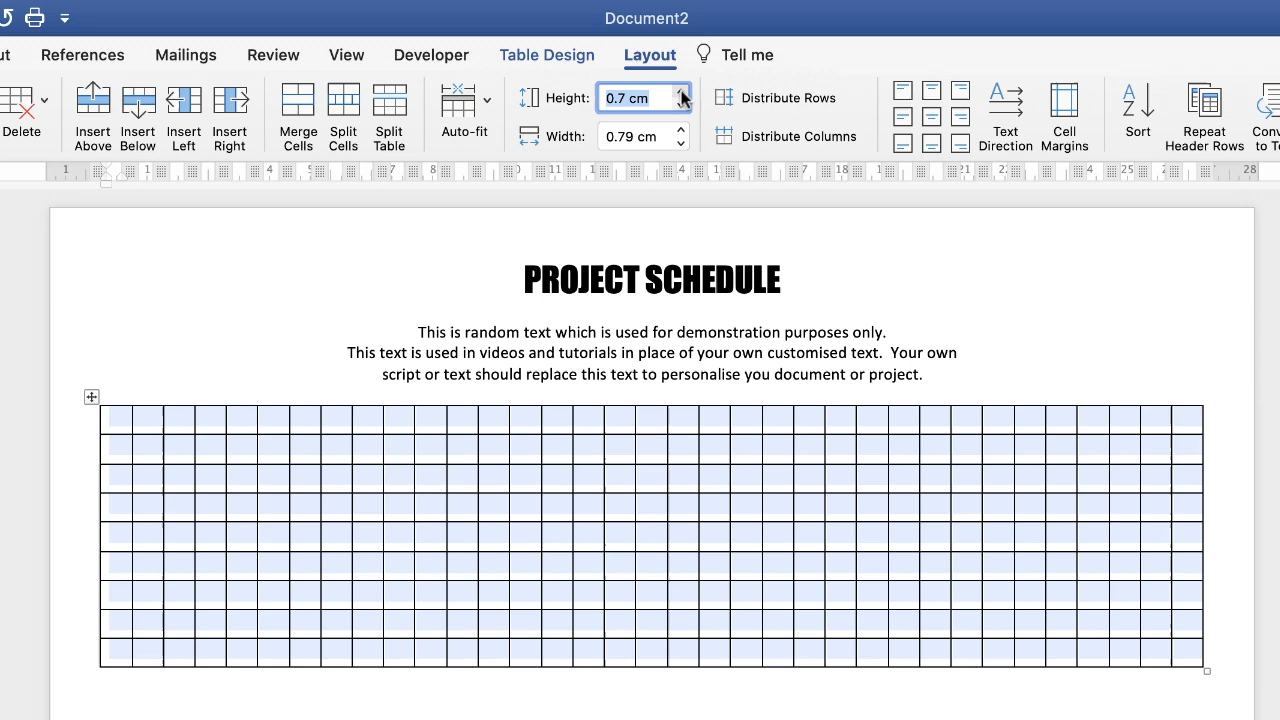 Document2
References Mailings Review View Developer Table Design Layout Tell me
Delete
Insert Above
Insert Below
Insert Left
Insert Right
Merge Cells
Split Cells
Split Table
Auto-fit
Height: 0.7 cm
Width: 0.79 cm
Distribute Rows
Distribute Columns
Text Direction
Cell Margins
Sort
Repeat Header Rows
PROJECT SCHEDULE
This is random text which is used for demonstration purposes only.
This text is used in videos and tutorials in place of your own customised text.  Your own
script or text should replace this text to personalise you document or project.